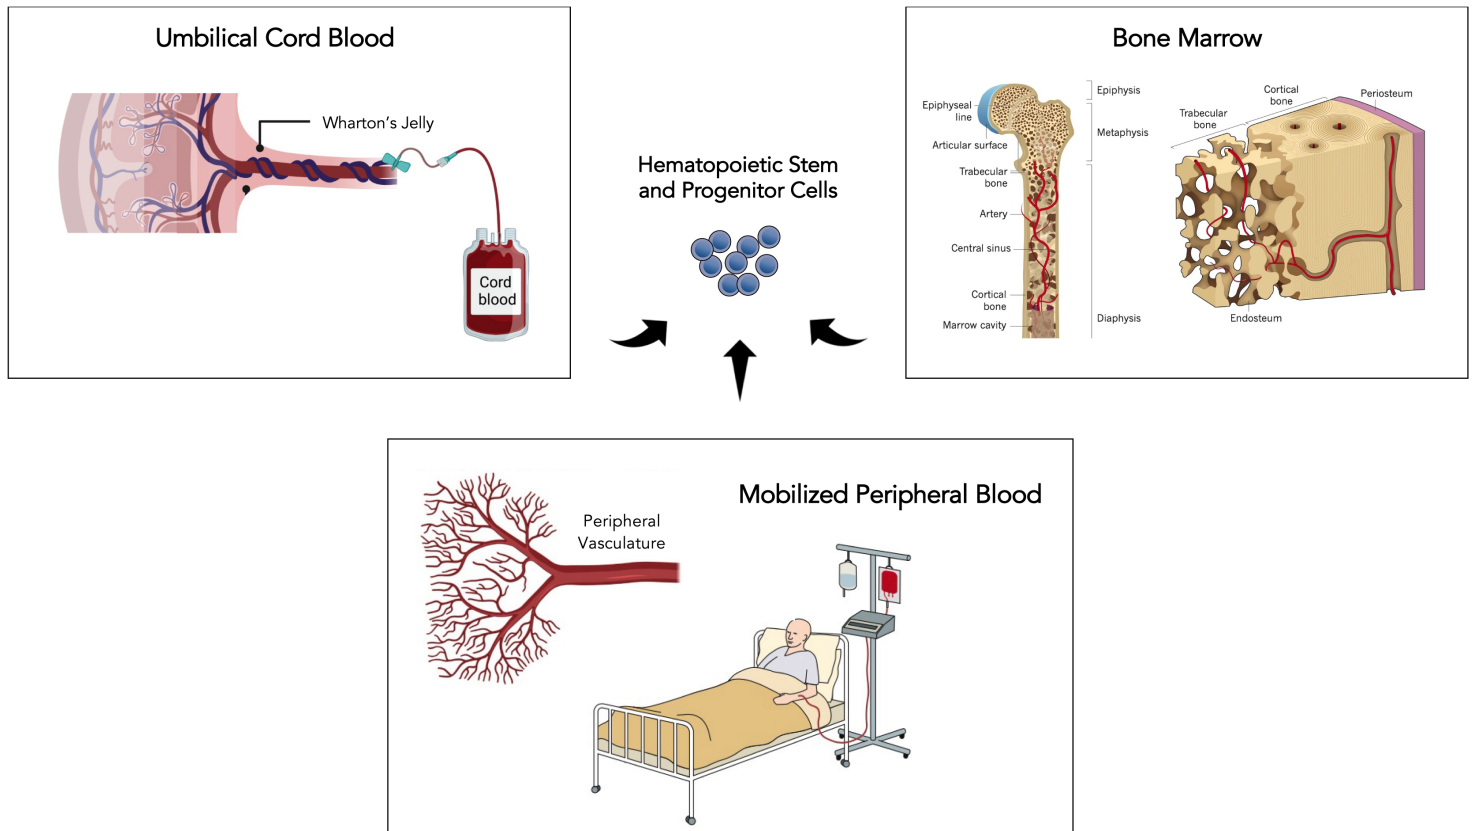 Umbilical Cord Blood
Wharton's Jelly
Cord
blood
Hematopoietic Stem
and Progenitor Cells
Bone Marrow
Epiphyseal
line
Articular surface
Trabecular
bone
Artery
Central sinus
Cortical
bone
Marrow cavity
Epiphysis
Metaphysis
Diaphysis
Trabecular
bone
Cortical
bone
Periosteum
Endosteum
Mobilized Peripheral Blood
Peripheral
Vasculature